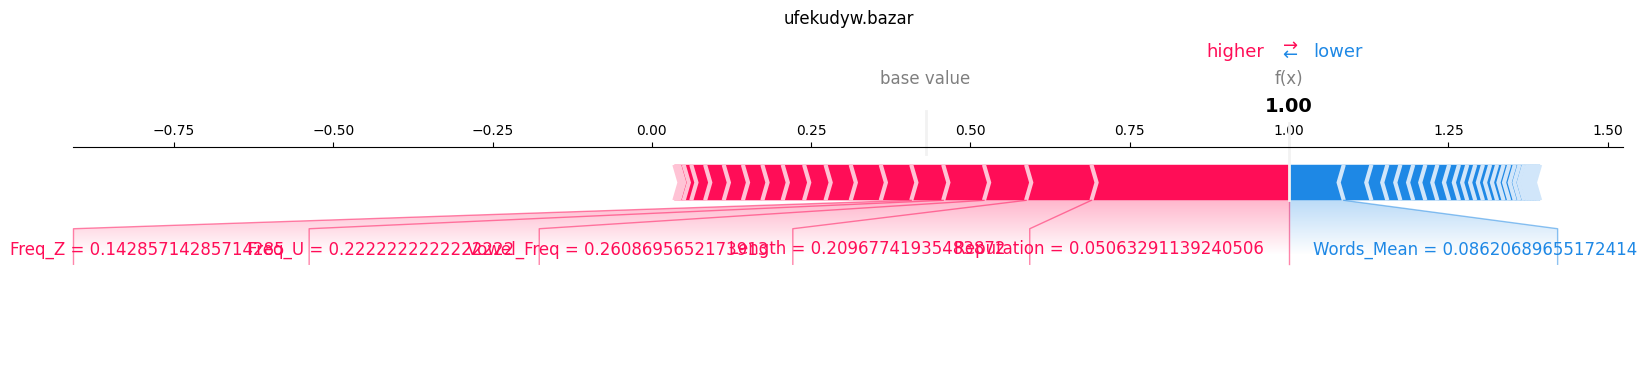 ufekudyw.bazar
higher ⇄ lower
base value f(x)
1.00
−0.75 −0.50 −0.25 0.00 0.25 0.50 0.75 1.00 1.25 1.50
Freq_Z = 0.14285714285714285 Freq_U = 0.2222222222222222 Vowel_Freq = 0.2608695652173913 Length = 0.20967741935483872 Reputation = 0.05063291139240506 Words_Mean = 0.08620689655172414